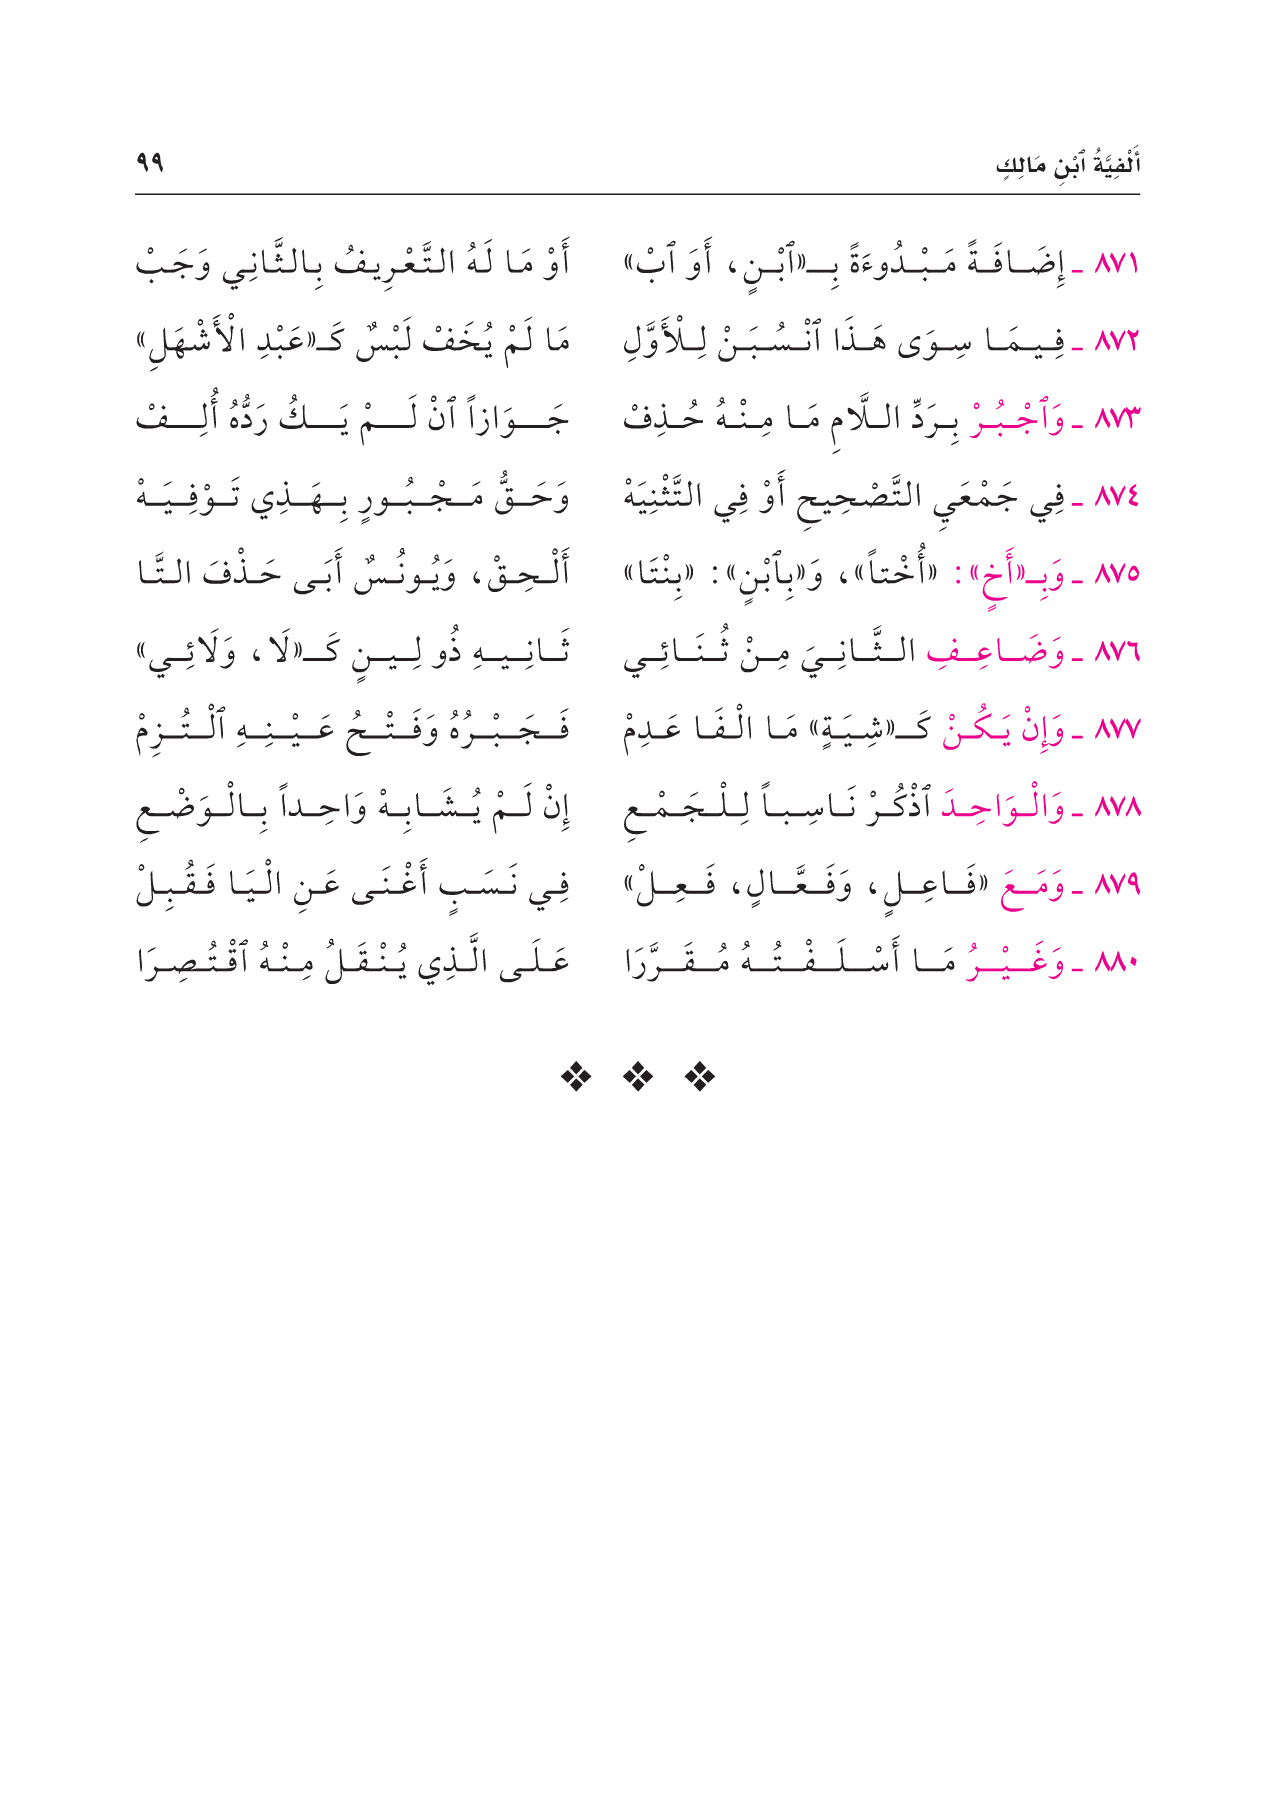 أَلْفِيَّةُ ٱبْنِ مَالِكٍ ٩٩
٨٧١ ـ إِضَافَةً مَبْدُوءَةً بِـ«ٱبْنٍ، أَوَ ٱبْ» أَوْ مَا لَهُ التَّعْرِيفُ بِالثَّانِي وَجَبْ
٨٧٢ ـ فِيمَا سِوَى هَذَا ٱنْسُبَنْ لِلْأَوَّلِ مَا لَمْ يُخَفْ لَبْسٌ كَـ«عَبْدِ الْأَشْهَلِ»
٨٧٣ ـ وَٱجْبُرْ بِرَدِّ اللَّامِ مَا مِنْهُ حُذِفْ جَوَازاً ٱنْ لَمْ يَكُ رَدُّهُ أُلِفْ
٨٧٤ ـ فِي جَمْعَيِ التَّصْحِيحِ أَوْ فِي التَّثْنِيَهْ وَحَقُّ مَجْبُورٍ بِهَذِي تَوْفِيَهْ
٨٧٥ ـ وَبِـ«أَخٍ»: «أُخْتاً»، وَ«بِٱبْنٍ»: «بِنْتَا» أَلْحِقْ، وَيُونُسٌ أَبَى حَذْفَ التَّا
٨٧٦ ـ وَضَاعِفِ الثَّانِيَ مِنْ ثُنَائِي ثَانِيهِ ذُو لِينٍ كَـ«لَا، وَلَائِي»
٨٧٧ ـ وَإِنْ يَكُنْ كَـ«شِيَةٍ» مَا الْفَا عَدِمْ فَجَبْرُهُ وَفَتْحُ عَيْنِهِ ٱلْتُزِمْ
٨٧٨ ـ وَالْوَاحِدَ ٱذْكُرْ نَاسِباً لِلْجَمْعِ إِنْ لَمْ يُشَابِهْ وَاحِداً بِالْوَضْعِ
٨٧٩ ـ وَمَعَ «فَاعِلٍ، وَفَعَّالٍ، فَعِلْ» فِي نَسَبٍ أَغْنَى عَنِ الْيَا فَقُبِلْ
٨٨٠ ـ وَغَيْرُ مَا أَسْلَفْتُهُ مُقَرَّرَا عَلَى الَّذِي يُنْقَلُ مِنْهُ ٱقْتُصِرَا